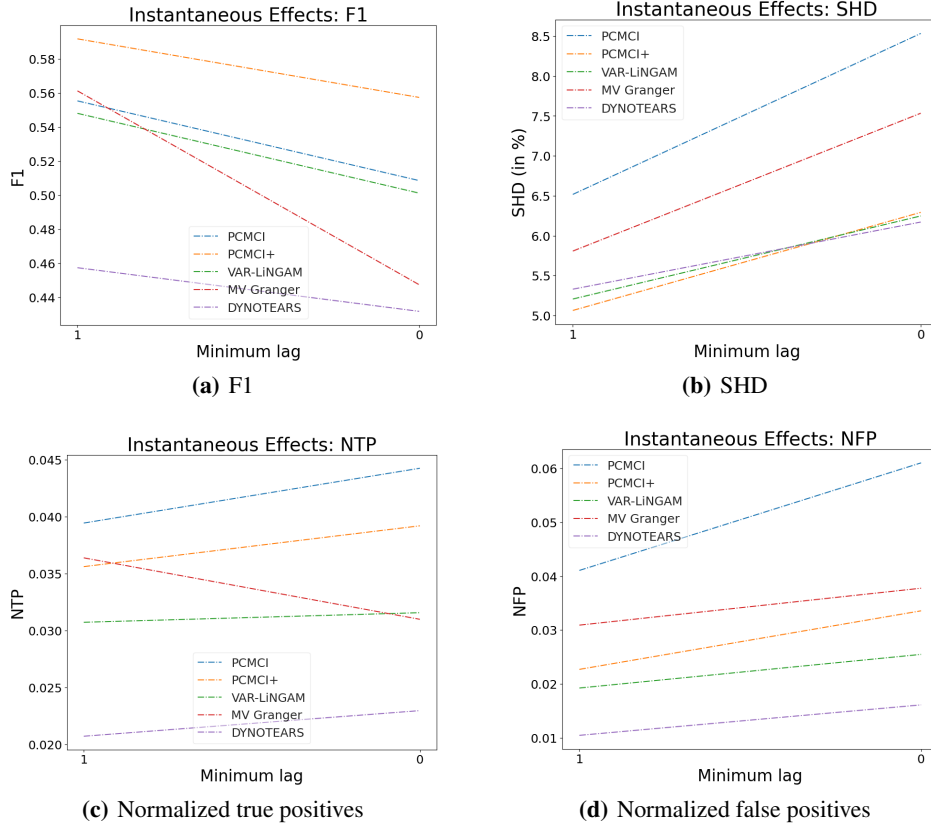 Instantaneous Effects: F1
0.58
0.56
0.54
0.52
0.50
0.48
0.46
0.44
F1
PCMCI
PCMCI+
VAR-LiNGAM
MV Granger
DYNOTEARS
1
0
Minimum lag
(a) F1
Instantaneous Effects: SHD
8.5
8.0
7.5
7.0
6.5
6.0
5.5
5.0
SHD (in %)
PCMCI
PCMCI+
VAR-LiNGAM
MV Granger
DYNOTEARS
1
0
Minimum lag
(b) SHD
Instantaneous Effects: NTP
0.045
0.040
0.035
0.030
0.025
0.020
NTP
PCMCI
PCMCI+
VAR-LiNGAM
MV Granger
DYNOTEARS
1
0
Minimum lag
(c) Normalized true positives
Instantaneous Effects: NFP
0.06
0.05
0.04
0.03
0.02
0.01
NFP
PCMCI
PCMCI+
VAR-LiNGAM
MV Granger
DYNOTEARS
1
0
Minimum lag
(d) Normalized false positives